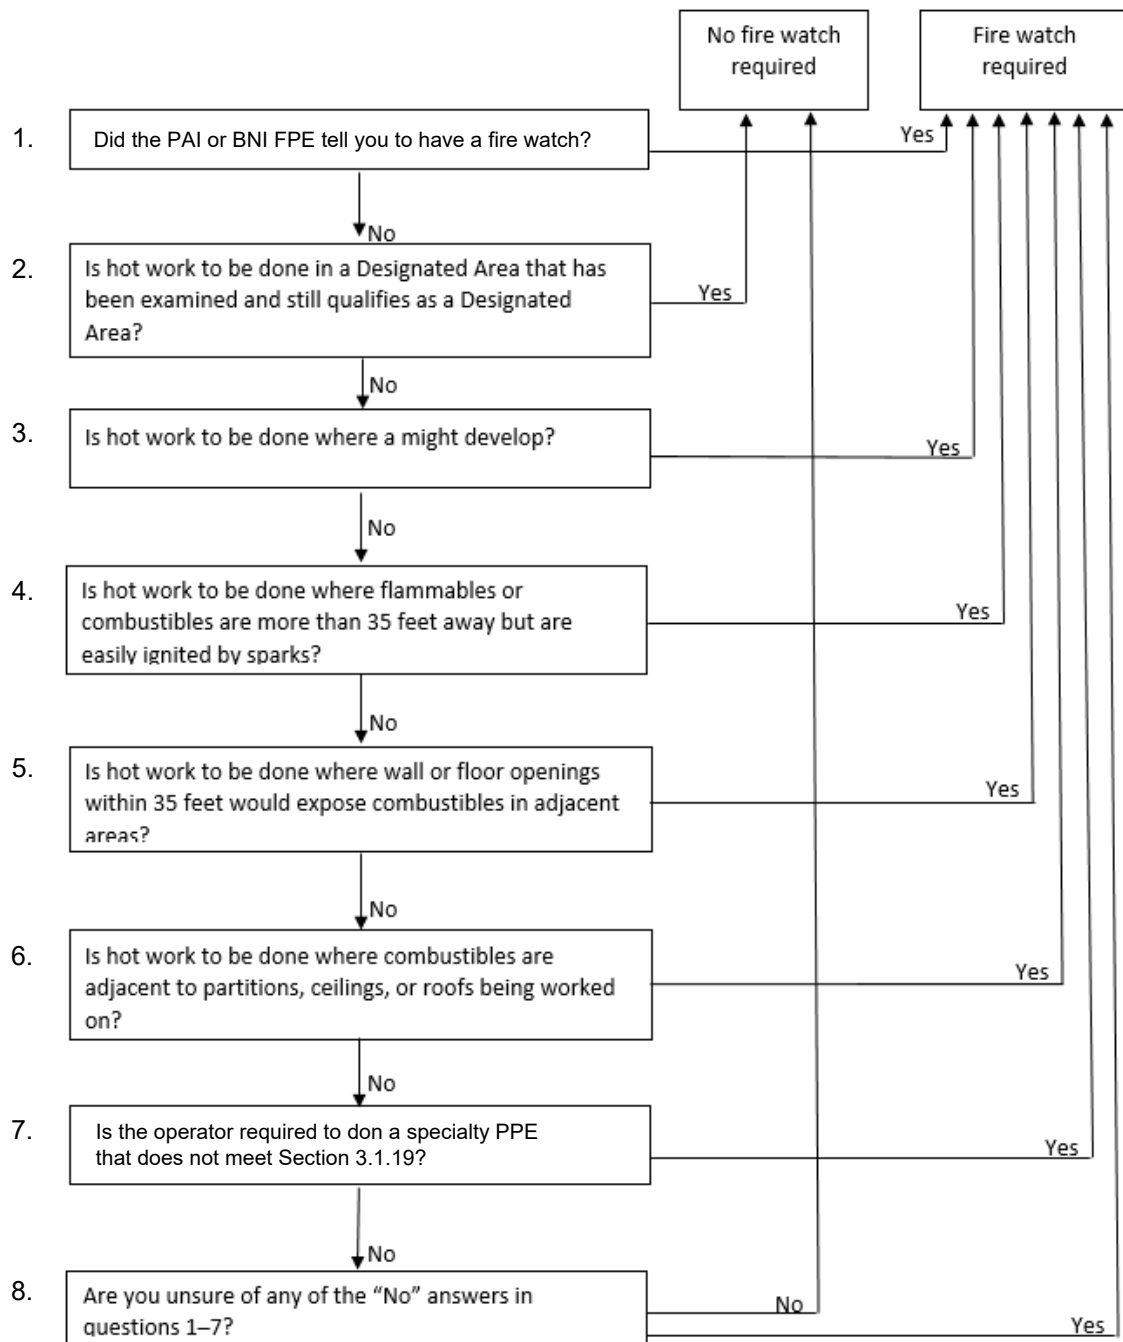 No fire watch
required
Fire watch
required
1.
Did the PAI or BNI FPE tell you to have a fire watch?
Yes
No
2.
Is hot work to be done in a Designated Area that has
been examined and still qualifies as a Designated
Area?
Yes
No
3.
Is hot work to be done where a might develop?
Yes
No
4.
Is hot work to be done where flammables or
combustibles are more than 35 feet away but are
easily ignited by sparks?
Yes
No
5.
Is hot work to be done where wall or floor openings
within 35 feet would expose combustibles in adjacent
areas?
Yes
No
6.
Is hot work to be done where combustibles are
adjacent to partitions, ceilings, or roofs being worked
on?
Yes
No
7.
Is the operator required to don a specialty PPE
that does not meet Section 3.1.19?
Yes
No
8.
Are you unsure of any of the “No” answers in
questions 1–7?
No
Yes